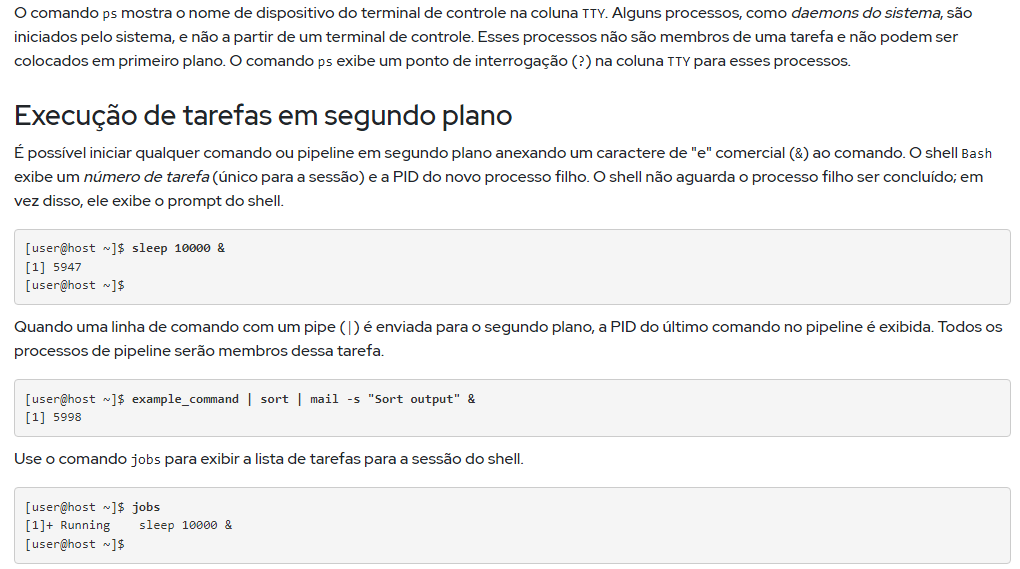 O comando ps mostra o nome de dispositivo do terminal de controle na coluna TTY. Alguns processos, como daemons do sistema, são
iniciados pelo sistema, e não a partir de um terminal de controle. Esses processos não são membros de uma tarefa e não podem ser
colocados em primeiro plano. O comando ps exibe um ponto de interrogação (?) na coluna TTY para esses processos.
Execução de tarefas em segundo plano
É possível iniciar qualquer comando ou pipeline em segundo plano anexando um caractere de "e" comercial (&) ao comando. O shell Bash
exibe um número de tarefa (único para a sessão) e a PID do novo processo filho. O shell não aguarda o processo filho ser concluído; em
vez disso, ele exibe o prompt do shell.
[user@host ~]$ sleep 10000 &
[1] 5947
[user@host ~]$
Quando uma linha de comando com um pipe (|) é enviada para o segundo plano, a PID do último comando no pipeline é exibida. Todos os
processos de pipeline serão membros dessa tarefa.
[user@host ~]$ example_command | sort | mail -s "Sort output" &
[1] 5998
Use o comando jobs para exibir a lista de tarefas para a sessão do shell.
[user@host ~]$ jobs
[1]+ Running    sleep 10000 &
[user@host ~]$